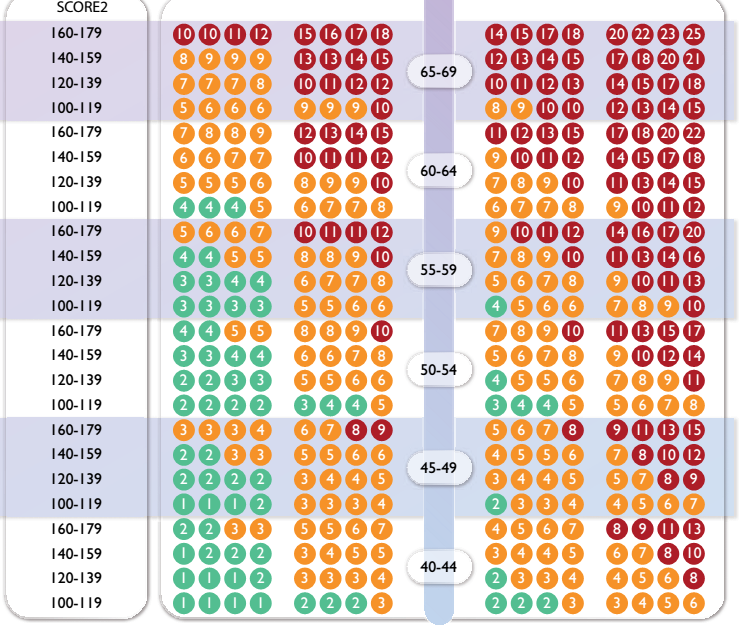 SCORE2
160-179 10 10 11 12 15 16 17 18 14 15 17 18 20 22 23 25
140-159 8 9 9 9 13 13 14 15 12 13 14 15 17 18 20 21
65-69
120-139 7 7 7 8 10 11 12 12 10 11 12 13 14 15 17 18
100-119 5 6 6 6 9 9 9 10 8 9 10 10 12 13 14 15
160-179 7 8 8 9 12 13 14 15 11 12 13 15 17 18 20 22
140-159 6 6 7 7 10 11 11 12 9 10 11 12 14 15 17 18
60-64
120-139 5 5 5 6 8 9 9 10 7 8 9 10 11 13 14 15
100-119 4 4 4 5 6 7 7 8 6 7 7 8 9 10 11 12
160-179 5 6 6 7 10 11 11 12 9 10 11 12 14 16 17 20
140-159 4 4 5 5 8 8 9 10 7 8 9 10 11 13 14 16
55-59
120-139 3 3 4 4 6 7 7 8 5 6 7 8 9 10 11 13
100-119 3 3 3 3 5 5 6 6 4 5 6 6 7 8 9 10
160-179 4 4 5 5 8 8 9 10 7 8 9 10 11 13 15 17
140-159 3 3 4 4 6 6 7 8 5 6 7 8 9 10 12 14
50-54
120-139 2 2 3 3 5 5 6 6 4 5 5 6 7 8 9 11
100-119 2 2 2 2 3 4 4 5 3 4 4 5 5 6 7 8
160-179 3 3 3 4 6 7 8 9 5 6 7 8 9 11 13 15
140-159 2 2 3 3 5 5 6 6 4 5 5 6 7 8 10 12
45-49
120-139 2 2 2 2 3 4 4 5 3 4 4 5 5 7 8 9
100-119 1 1 1 2 3 3 3 4 2 3 3 4 4 5 6 7
160-179 2 2 3 3 5 5 6 7 4 5 6 7 8 9 11 13
140-159 1 2 2 2 3 4 5 5 3 4 4 5 6 7 8 10
40-44
120-139 1 1 1 2 3 3 3 4 2 3 3 4 4 5 6 8
100-119 1 1 1 1 2 2 2 3 2 2 2 3 3 4 5 6